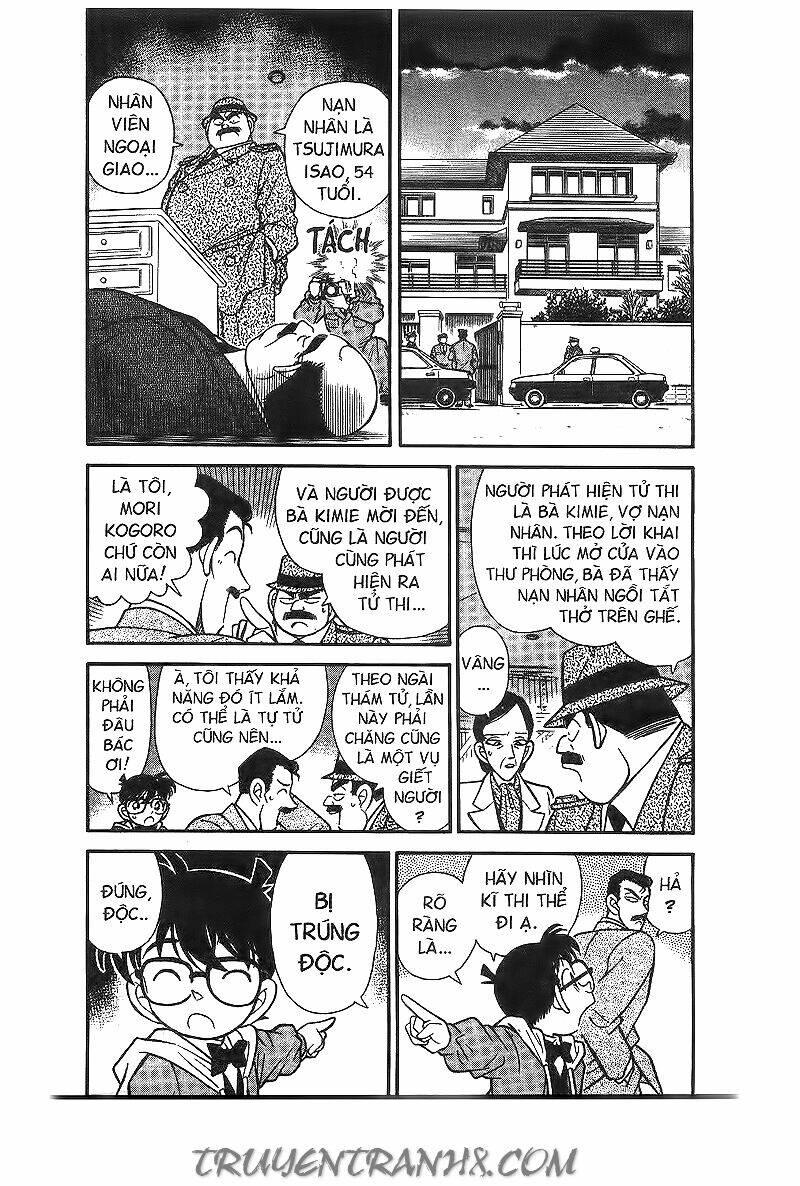 NẠN
NHÂN LÀ
TSUJIMURA
ISAO, 54
TUỔI.
NHÂN
VIÊN
NGOẠI
GIAO...
TÁCH
NGƯỜI PHÁT HIỆN TỬ THI
LÀ BÀ KIMIE, VỢ NẠN
NHÂN. THEO LỜI KHAI
THÌ LÚC MỞ CỬA VÀO
THƯ PHÒNG, BÀ ĐÃ THẤY
NẠN NHÂN NGỒI TẮT
THỞ TRÊN GHẾ.
VÂNG
...
VÀ NGƯỜI ĐƯỢC
BÀ KIMIE MỜI ĐẾN,
CŨNG LÀ NGƯỜI
CÙNG PHÁT
HIỆN RA
TỬ THI...
LÀ TÔI,
MORI
KOGORO
CHỨ CÒN
AI NỮA!
THEO NGÀI
THÁM TỬ, LẦN
NÀY PHẢI
CHĂNG CŨNG
LÀ MỘT VỤ
GIẾT
NGƯỜI
?
À, TÔI THẤY KHẢ
NĂNG ĐÓ ÍT LẮM.
CÓ THỂ LÀ TỰ TỬ
CŨNG NÊN...
KHÔNG
PHẢI
ĐÂU
BÁC
ƠI!
HẢ
?
HÃY NHÌN
KĨ THI THỂ
ĐI Ạ.
RÕ
RÀNG
LÀ...
BỊ
TRÚNG
ĐỘC.
ĐÚNG,
ĐỘC..
TRUYENTRANH8.COM